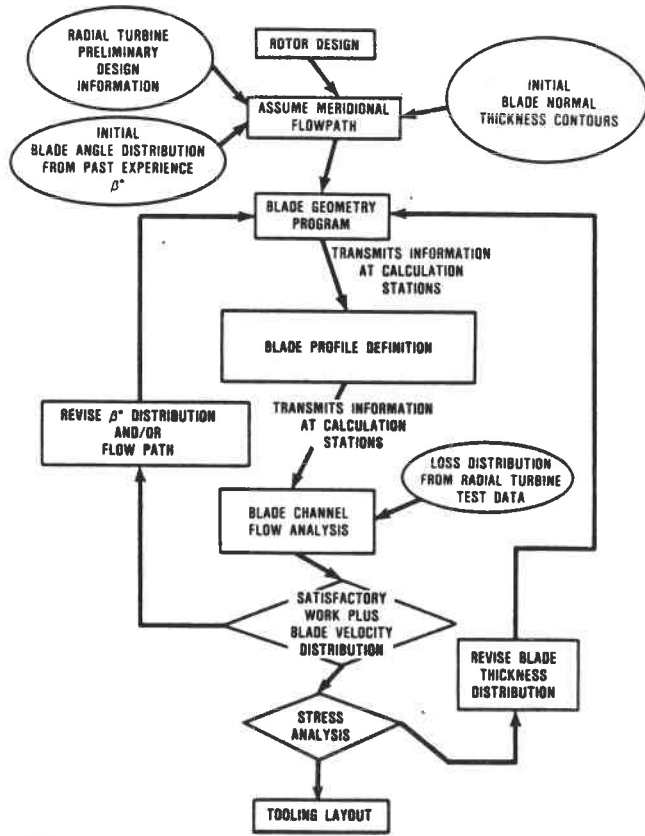 RADIAL TURBINE
PRELIMINARY
DESIGN
INFORMATION
ROTOR DESIGN
ASSUME MERIDIONAL
FLOWPATH
INITIAL
BLADE NORMAL
THICKNESS CONTOURS
INITIAL
BLADE ANGLE DISTRIBUTION
FROM PAST EXPERIENCE
β*
BLADE GEOMETRY
PROGRAM
TRANSMITS INFORMATION
AT CALCULATION
STATIONS
BLADE PROFILE DEFINITION
TRANSMITS INFORMATION
AT CALCULATION
STATIONS
REVISE β* DISTRIBUTION
AND/OR
FLOW PATH
LOSS DISTRIBUTION
FROM RADIAL TURBINE
TEST DATA
BLADE CHANNEL
FLOW ANALYSIS
SATISFACTORY
WORK PLUS
BLADE VELOCITY
DISTRIBUTION
REVISE BLADE
THICKNESS
DISTRIBUTION
STRESS
ANALYSIS
TOOLING LAYOUT